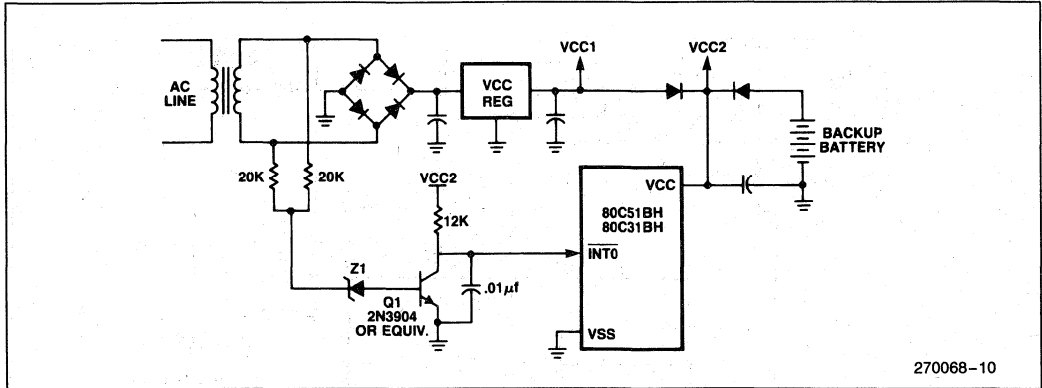 AC
LINE
VCC
REG
VCC1
VCC2
BACKUP
BATTERY
20K
20K
VCC2
12K
VCC
80C51BH
80C31BH
INT0
Z1
.01μf
Q1
2N3904
OR EQUIV.
VSS
270068-10